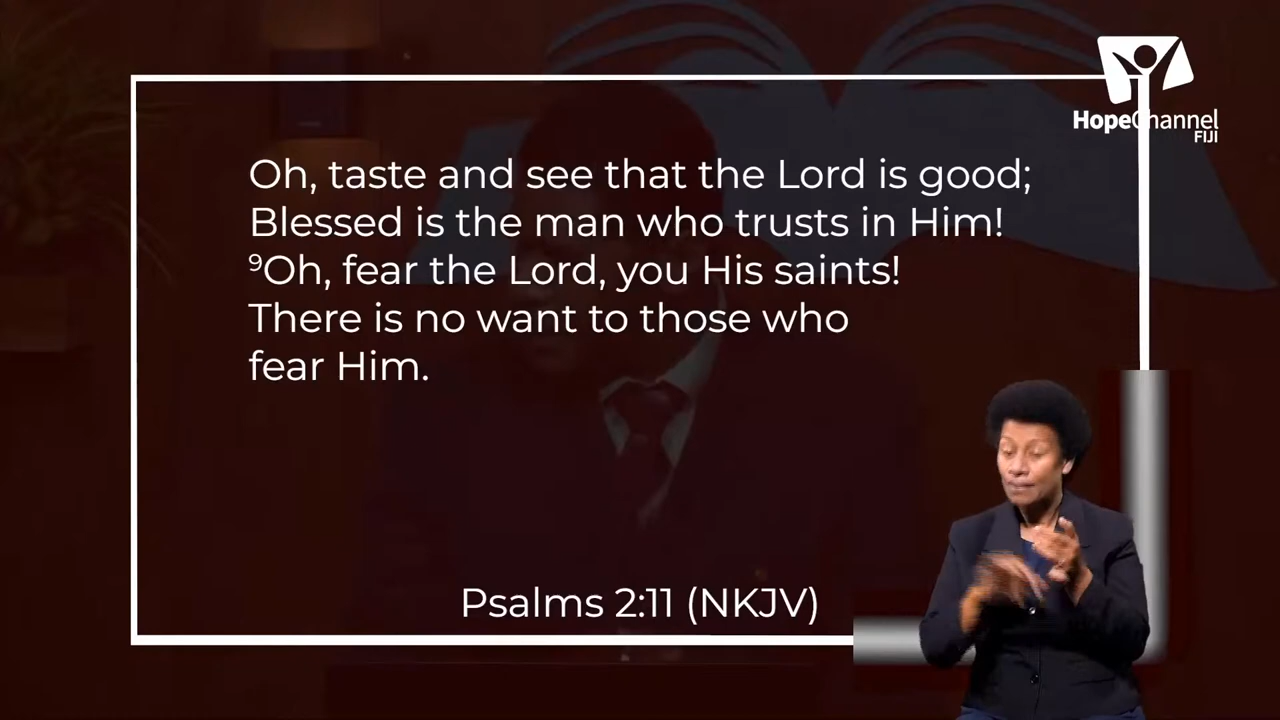 HopeChannel
FIJI
Oh, taste and see that the Lord is good;
Blessed is the man who trusts in Him!
⁹Oh, fear the Lord, you His saints!
There is no want to those who
fear Him.
Psalms 2:11 (NKJV)